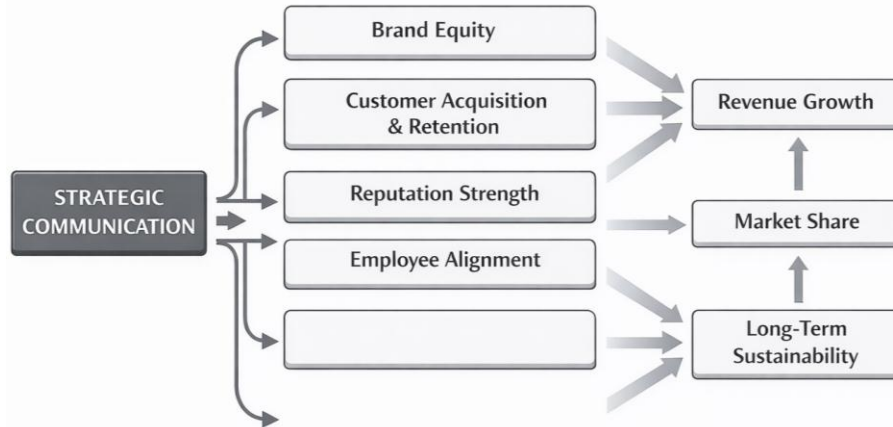 Brand Equity
Customer Acquisition
& Retention
Revenue Growth
STRATEGIC
COMMUNICATION
Reputation Strength
Market Share
Employee Alignment
Long-Term
Sustainability